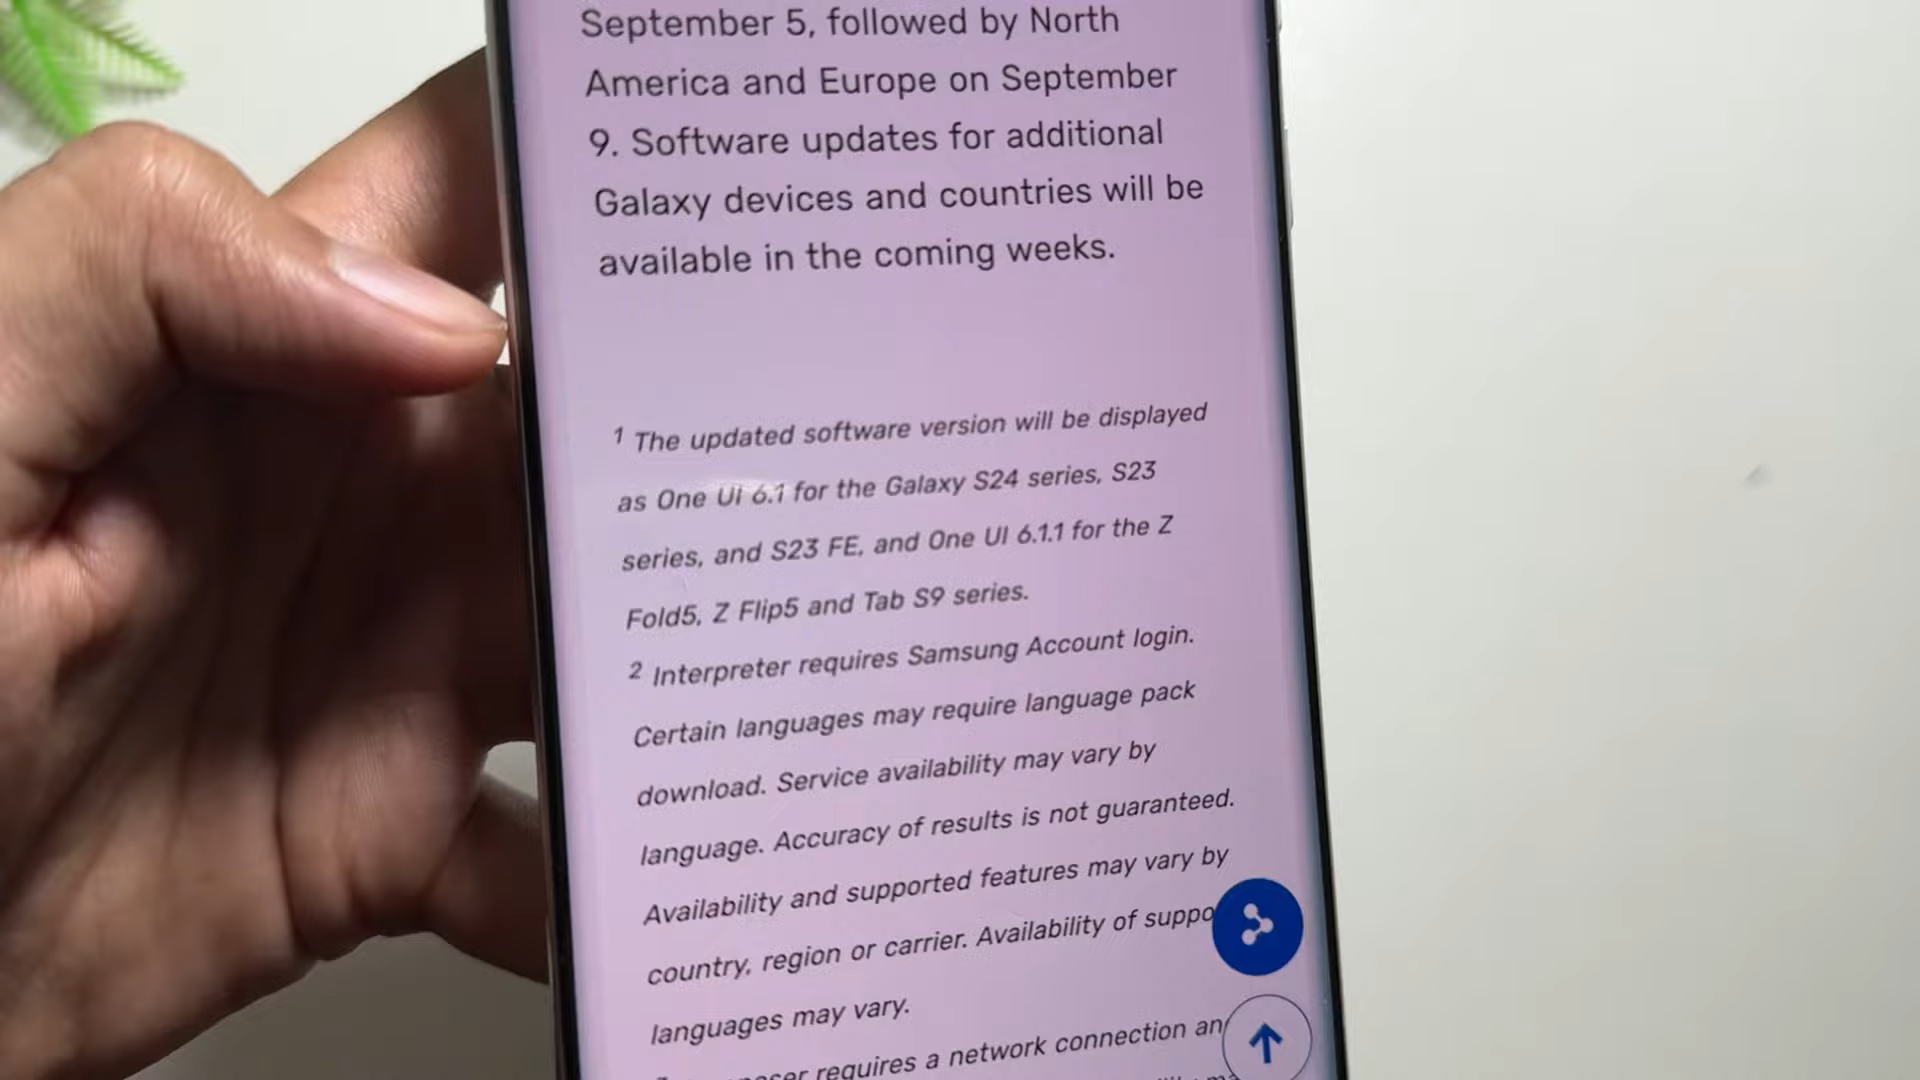 September 5, followed by North
America and Europe on September
9. Software updates for additional
Galaxy devices and countries will be
available in the coming weeks.
1 The updated software version will be displayed
as One UI 6.1 for the Galaxy S24 series, S23
series, and S23 FE, and One UI 6.1.1 for the Z
Fold5, Z Flip5 and Tab S9 series.
2 Interpreter requires Samsung Account login.
Certain languages may require language pack
download. Service availability may vary by
language. Accuracy of results is not guaranteed.
Availability and supported features may vary by
country, region or carrier. Availability of suppo
languages may vary.
requires a network connection an